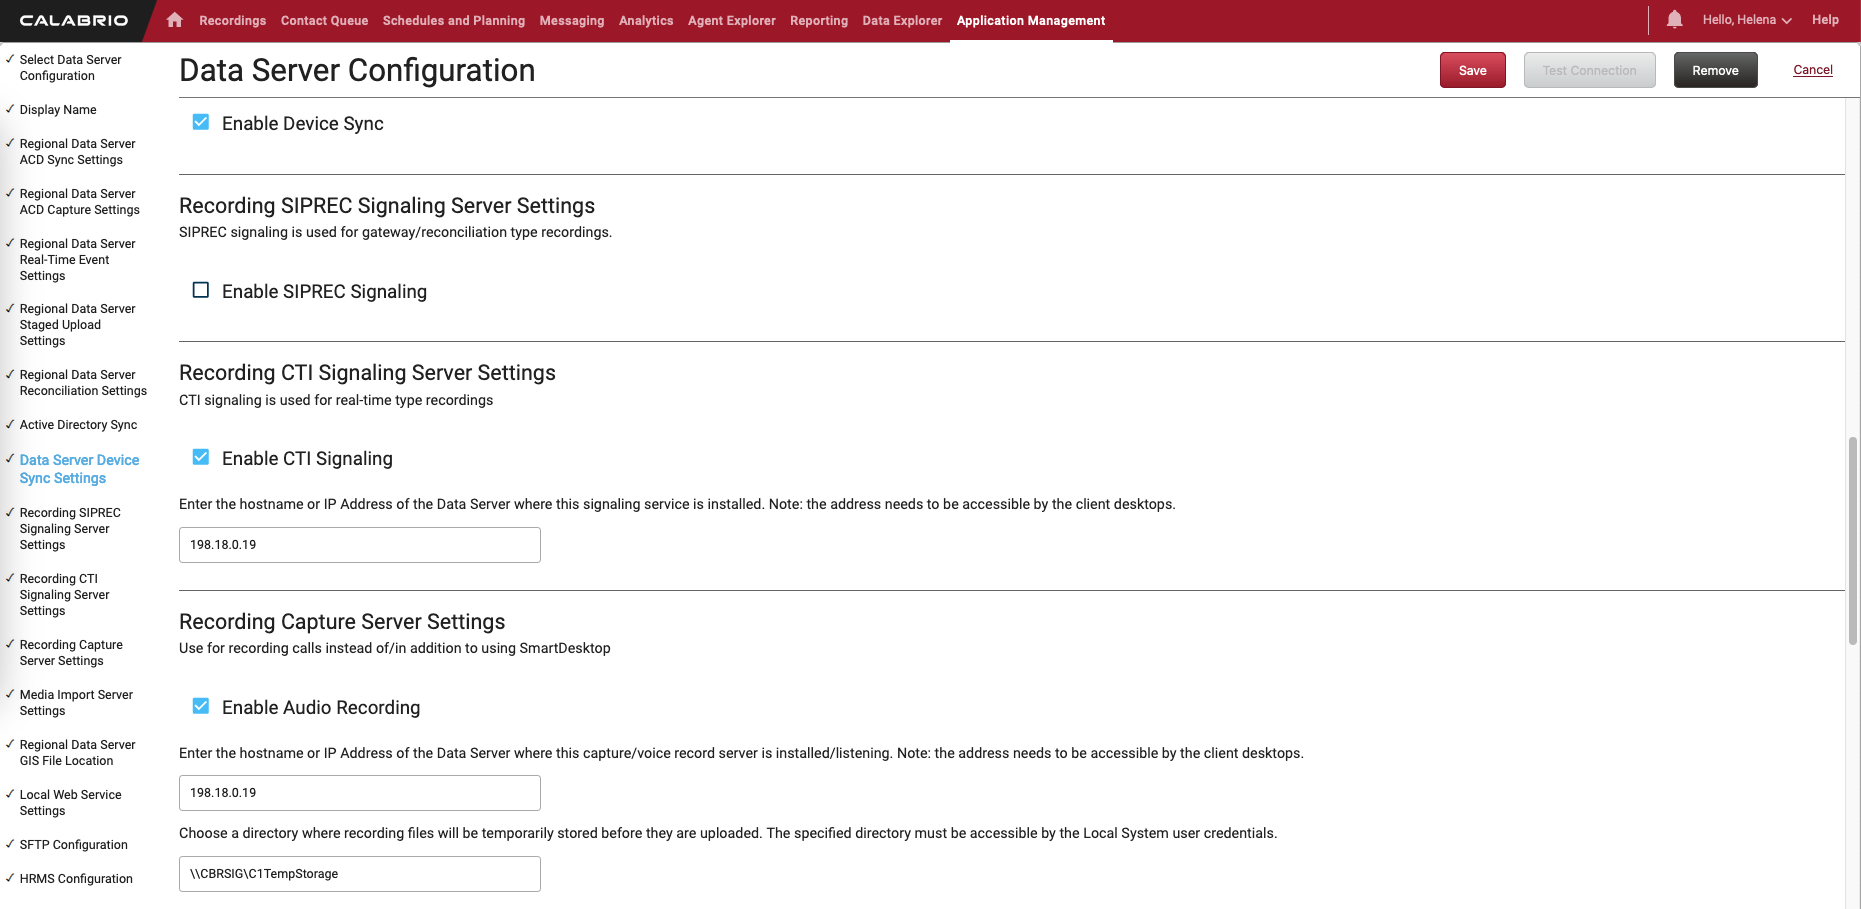 CALABRIO
Recordings Contact Queue Schedules and Planning Messaging Analytics Agent Explorer Reporting Data Explorer Application Management
Hello, Helena Help
Select Data Server
Configuration
Display Name
Regional Data Server
ACD Sync Settings
Regional Data Server
ACD Capture Settings
Regional Data Server
Real-Time Event
Settings
Regional Data Server
Staged Upload
Settings
Regional Data Server
Reconciliation Settings
Active Directory Sync
Data Server Device
Sync Settings
Recording SIPREC
Signaling Server
Settings
Recording CTI
Signaling Server
Settings
Recording Capture
Server Settings
Media Import Server
Settings
Regional Data Server
GIS File Location
Local Web Service
Settings
SFTP Configuration
HRMS Configuration
Data Server Configuration
Save Test Connection Remove Cancel
Enable Device Sync
Recording SIPREC Signaling Server Settings
SIPREC signaling is used for gateway/reconciliation type recordings.
Enable SIPREC Signaling
Recording CTI Signaling Server Settings
CTI signaling is used for real-time type recordings
Enable CTI Signaling
Enter the hostname or IP Address of the Data Server where this signaling service is installed. Note: the address needs to be accessible by the client desktops.
198.18.0.19
Recording Capture Server Settings
Use for recording calls instead of/in addition to using SmartDesktop
Enable Audio Recording
Enter the hostname or IP Address of the Data Server where this capture/voice record server is installed/listening. Note: the address needs to be accessible by the client desktops.
198.18.0.19
Choose a directory where recording files will be temporarily stored before they are uploaded. The specified directory must be accessible by the Local System user credentials.
\\CBRSIG\C1TempStorage